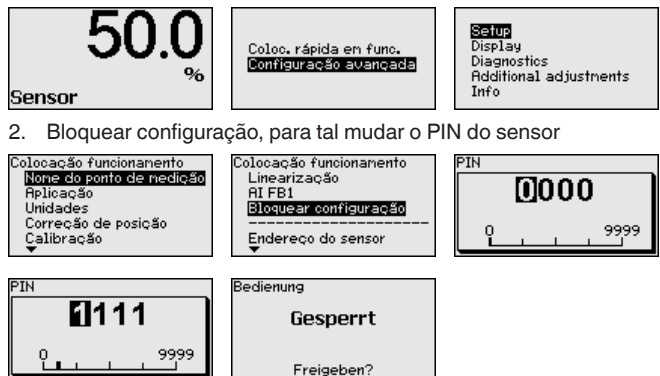 50.0
%
Sensor
Coloc. rápida en func.
Configuração avançada
Setup
Display
Diagnostics
Additional adjustments
Info
2. Bloquear configuração, para tal mudar o PIN do sensor
Colocação funcionamento
Nome do ponto de medição
Aplicação
Unidades
Correção de posição
Calibração
Colocação funcionamento
Linearização
AI FB1
Bloquear configuração
Endereço do sensor
PIN
0000
0 9999
PIN
1111
0 9999
Bedienung
Gesperrt
Freigeben?